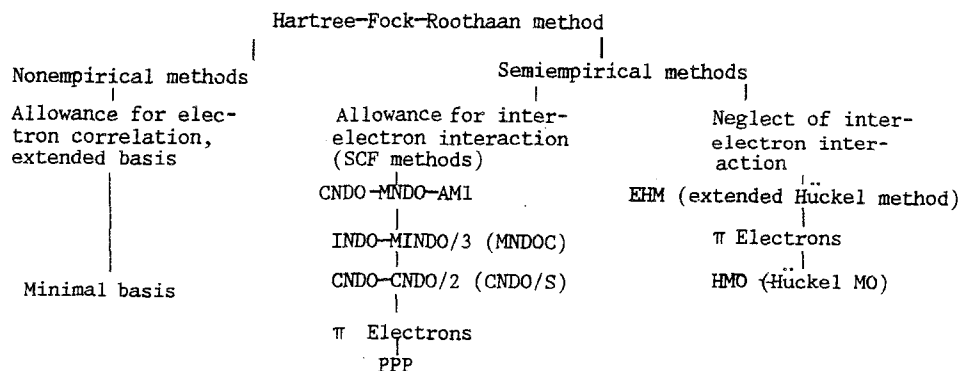 Hartree-Fock-Roothaan method
Nonempirical methods
Semiempirical methods
Allowance for elec-
tron correlation,
extended basis
Minimal basis
Allowance for inter-
electron interaction
(SCF methods)
CNDO-MNDO-AM1
INDO-MINDO/3 (MNDOC)
CNDO-CNDO/2 (CNDO/S)
π Electrons
PPP
Neglect of inter-
electron inter-
action
EHM (extended Hückel method)
π Electrons
HMO (Hückel MO)